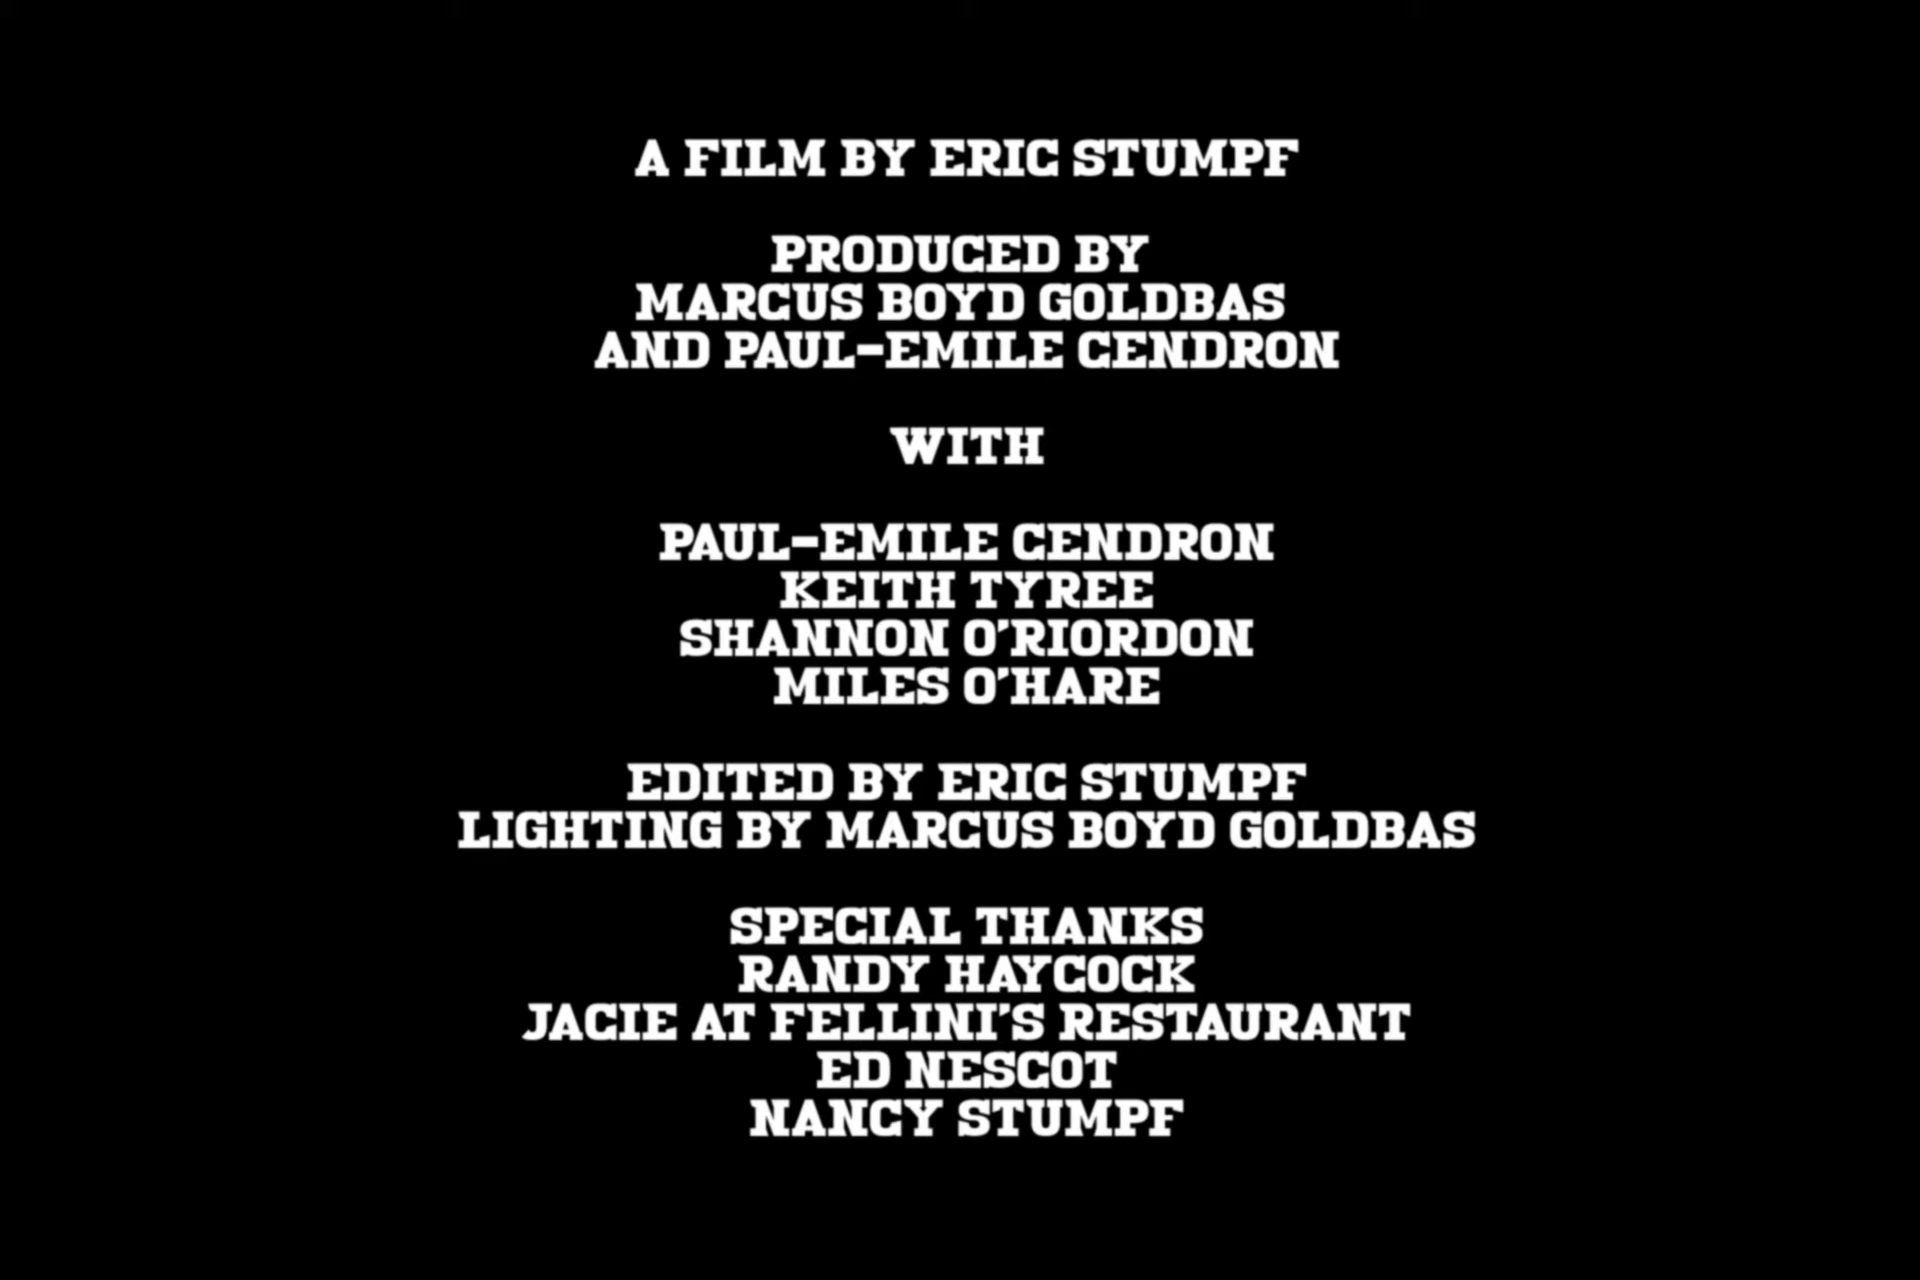 A FILM BY ERIC STUMPF
PRODUCED BY
MARCUS BOYD GOLDBAS
AND PAUL-EMILE CENDRON
WITH
PAUL-EMILE CENDRON
KEITH TYREE
SHANNON O'RIORDON
MILES O'HARE
EDITED BY ERIC STUMPF
LIGHTING BY MARCUS BOYD GOLDBAS
SPECIAL THANKS
RANDY HAYCOCK
JACIE AT FELLINI'S RESTAURANT
ED NESCOT
NANCY STUMPF